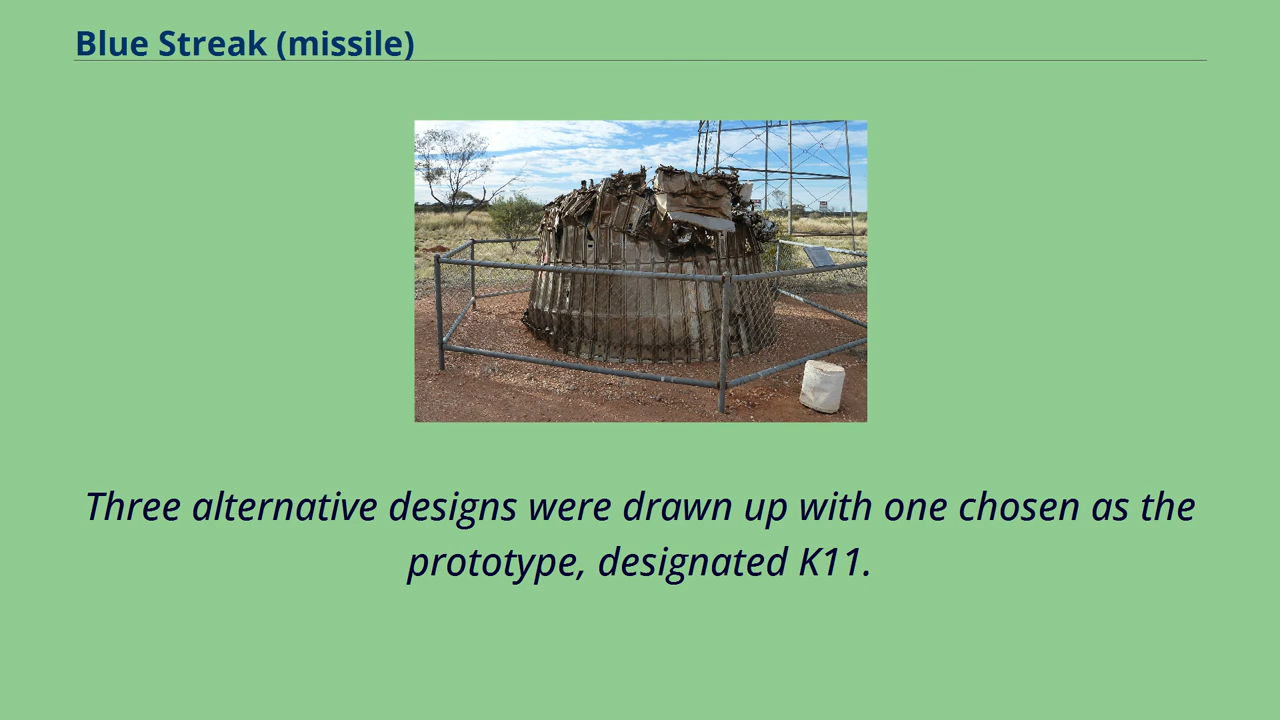 Blue Streak (missile)
Three alternative designs were drawn up with one chosen as the
prototype, designated K11.